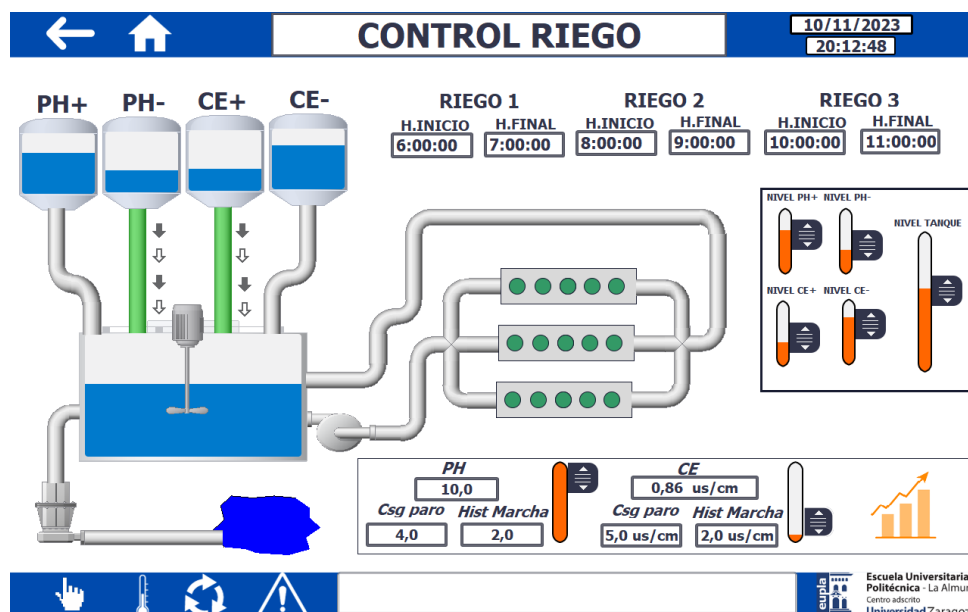 CONTROL RIEGO
10/11/2023
20:12:48
PH+ PH- CE+ CE-
RIEGO 1 RIEGO 2 RIEGO 3
H.INICIO H.FINAL H.INICIO H.FINAL H.INICIO H.FINAL
6:00:00 7:00:00 8:00:00 9:00:00 10:00:00 11:00:00
NIVEL PH+ NIVEL PH-
NIVEL TANQUE
NIVEL CE+ NIVEL CE-
PH CE
10,0 0,86 us/cm
Csg paro Hist Marcha Csg paro Hist Marcha
4,0 2,0 5,0 us/cm 2,0 us/cm
eupla
Escuela Universitaria
Politécnica - La Almu
Centro adscrito
Universidad Zaragoz